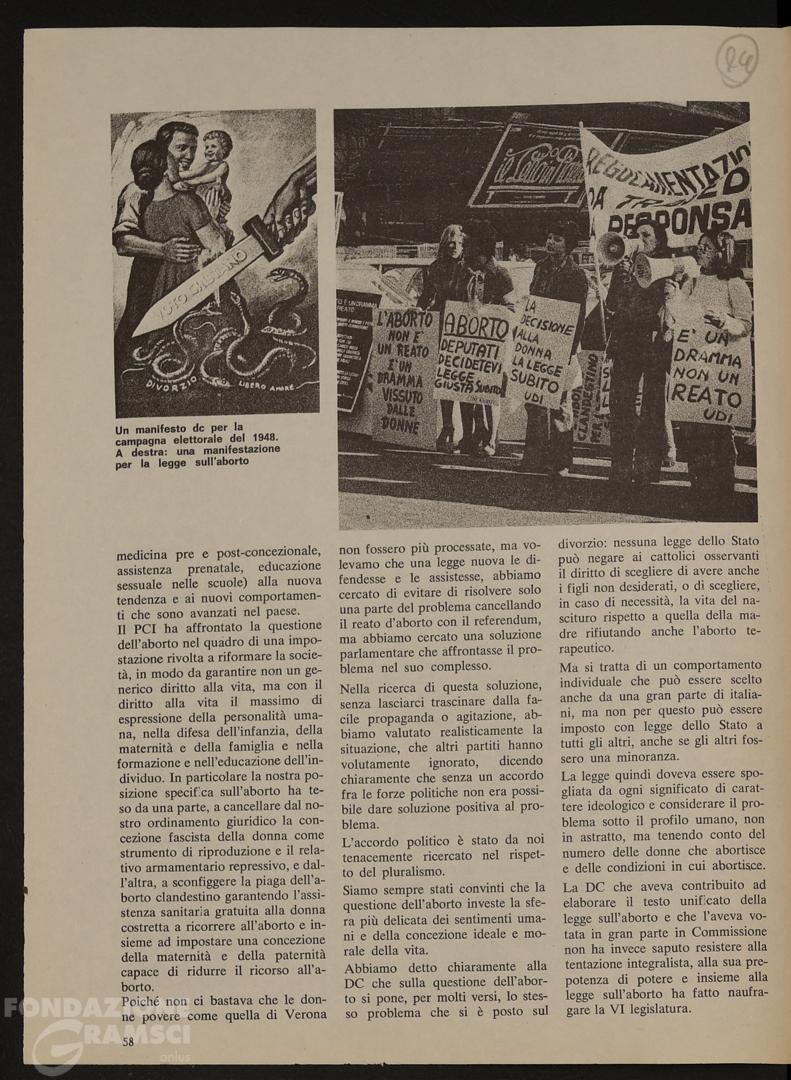 84
VOTO CRISTIANO
DIVORZIO
LIBERO AMORE
Un manifesto dc per la
campagna elettorale del 1948.
A destra: una manifestazione
per la legge sull'aborto
REGOLAMENTAZIO
RESPONSA
L'ABORTO
NON E'
UN REATO
E' UN
DRAMMA
VISSUTO
DALLE
DONNE
ABORTO
DEPUTATI
DECIDETEVI
LEGGE
GIUSTA SUBITO
LA
DECISIONE
ALLA
DONNA
LA LEGGE
SUBITO
UDI
CLANDESTINO
E' UN
DRAMMA
NON UN
REATO
UDI
medicina pre e post-concezionale,
assistenza prenatale, educazione
sessuale nelle scuole) alla nuova
tendenza e ai nuovi comportamen-
ti che sono avanzati nel paese.
Il PCI ha affrontato la questione
dell'aborto nel quadro di una impo-
stazione rivolta a riformare la socie-
tà, in modo da garantire non un ge-
nerico diritto alla vita, ma con il
diritto alla vita il massimo di
espressione della personalità uma-
na, nella difesa dell'infanzia, della
maternità e della famiglia e nella
formazione e nell'educazione dell'in-
dividuo. In particolare la nostra po-
sizione specifica sull'aborto ha te-
so da una parte, a cancellare dal no-
stro ordinamento giuridico la con-
cezione fascista della donna come
strumento di riproduzione e il rela-
tivo armamentario repressivo, e dal-
l'altra, a sconfiggere la piaga dell'a-
borto clandestino garantendo l'assi-
stenza sanitaria gratuita alla donna
costretta a ricorrere all'aborto e in-
sieme ad impostare una concezione
della maternità e della paternità
capace di ridurre il ricorso all'a-
borto.
Poiché non ci bastava che le don-
ne povere come quella di Verona
non fossero più processate, ma vo-
levamo che una legge nuova le di-
fendesse e le assistesse, abbiamo
cercato di evitare di risolvere solo
una parte del problema cancellando
il reato d'aborto con il referendum,
ma abbiamo cercato una soluzione
parlamentare che affrontasse il pro-
blema nel suo complesso.
Nella ricerca di questa soluzione,
senza lasciarci trascinare dalla fa-
cile propaganda o agitazione, ab-
biamo valutato realisticamente la
situazione, che altri partiti hanno
volutamente ignorato, dicendo
chiaramente che senza un accordo
fra le forze politiche non era possi-
bile dare soluzione positiva al pro-
blema.
L'accordo politico è stato da noi
tenacemente ricercato nel rispet-
to del pluralismo.
Siamo sempre stati convinti che la
questione dell'aborto investe la sfe-
ra più delicata dei sentimenti uma-
ni e della concezione ideale e mo-
rale della vita.
Abbiamo detto chiaramente alla
DC che sulla questione dell'abor-
to si pone, per molti versi, lo stes-
so problema che si è posto sul
divorzio: nessuna legge dello Stato
può negare ai cattolici osservanti
il diritto di scegliere di avere anche
i figli non desiderati, o di scegliere,
in caso di necessità, la vita del na-
scituro rispetto a quella della ma-
dre rifiutando anche l'aborto te-
rapeutico.
Ma si tratta di un comportamento
individuale che può essere scelto
anche da una gran parte di italia-
ni, ma non per questo può essere
imposto con legge dello Stato a
tutti gli altri, anche se gli altri fos-
sero una minoranza.
La legge quindi doveva essere spo-
gliata da ogni significato di carat-
tere ideologico e considerare il pro-
blema sotto il profilo umano, non
in astratto, ma tenendo conto del
numero delle donne che abortisce
e delle condizioni in cui abortisce.
La DC che aveva contribuito ad
elaborare il testo unificato della
legge sull'aborto e che l'aveva vo-
tata in gran parte in Commissione
non ha invece saputo resistere alla
tentazione integralista, alla sua pre-
potenza di potere e insieme alla
legge sull'aborto ha fatto naufra-
gare la VI legislatura.
58
FONDAZIONE
GRAMSCI
onlus